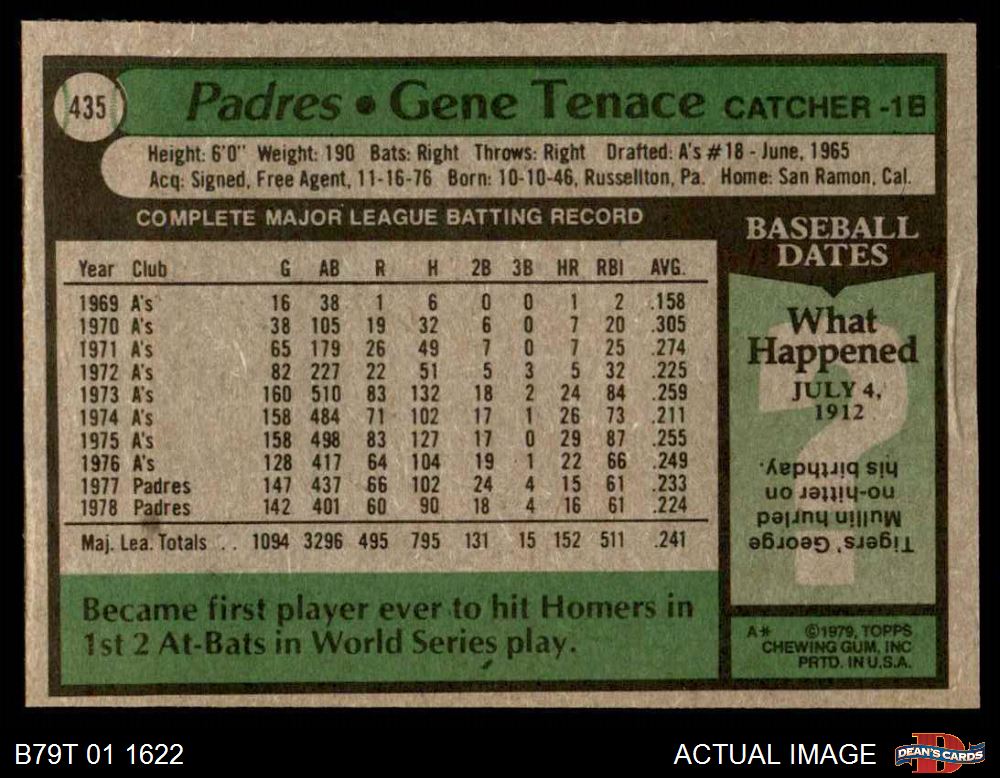 435
Padres • Gene Tenace CATCHER -1B
Height: 6'0" Weight: 190 Bats: Right Throws: Right Drafted: A's #18 - June, 1965
Acq: Signed, Free Agent, 11-16-76 Born: 10-10-46, Russellton, Pa. Home: San Ramon, Cal.
COMPLETE MAJOR LEAGUE BATTING RECORD
Year Club G AB R H 2B 3B HR RBI AVG.
1969 A's 16 38 1 6 0 0 1 2 .158
1970 A's 38 105 19 32 6 0 7 20 .305
1971 A's 65 179 26 49 7 0 7 25 .274
1972 A's 82 227 22 51 5 3 5 32 .225
1973 A's 160 510 83 132 18 2 24 84 .259
1974 A's 158 484 71 102 17 1 26 73 .211
1975 A's 158 498 83 127 17 0 29 87 .255
1976 A's 128 417 64 104 19 1 22 66 .249
1977 Padres 147 437 66 102 24 4 15 61 .233
1978 Padres 142 401 60 90 18 4 16 61 .224
Maj. Lea. Totals .. 1094 3296 495 795 131 15 152 511 .241
Became first player ever to hit Homers in
1st 2 At-Bats in World Series play.
BASEBALL
DATES
What
Happened
JULY 4,
1912
?
Tigers' George
Mullin hurled
no-hitter on
his birthday.
A* ©1979, TOPPS
CHEWING GUM, INC
PRTD. IN U.S.A.
B79T 01 1622
ACTUAL IMAGE
DEAN'S CARDS